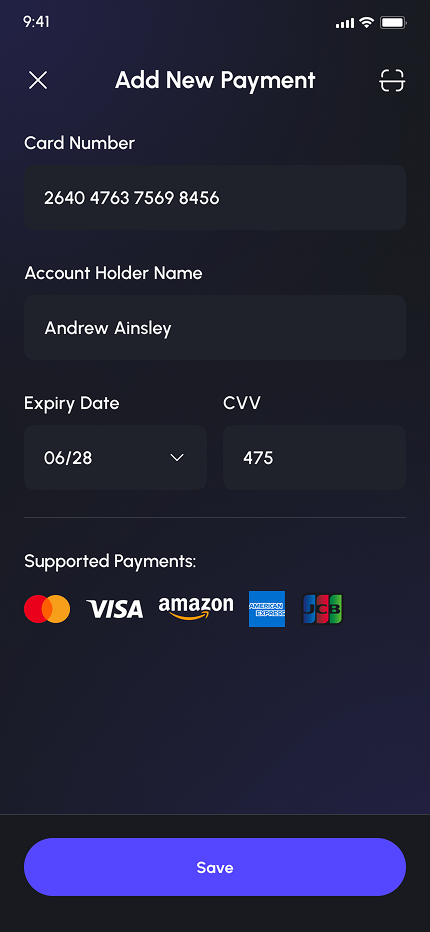 9:41
Add New Payment
Card Number
2640 4763 7569 8456
Account Holder Name
Andrew Ainsley
Expiry Date CVV
06/28 475
Supported Payments:
VISA amazon AMERICAN EXPRESS JCB
Save